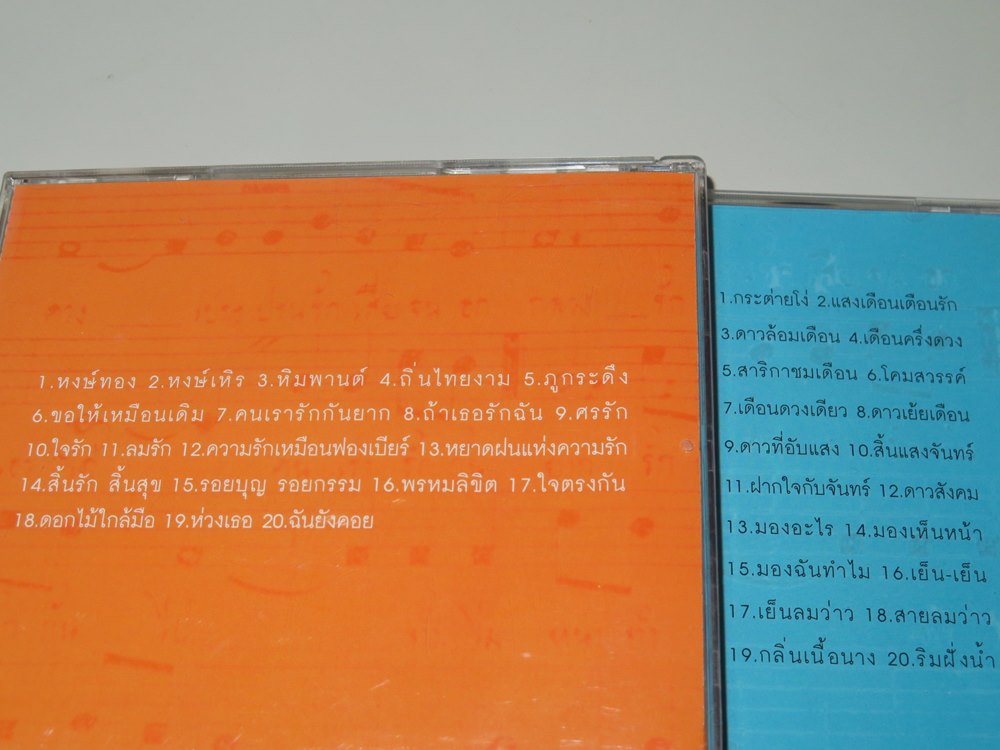 1.หงษ์ทอง 2.หงษ์เหิร 3.หิมพานต์ 4.ถิ่นไทยงาม 5.ภูกระดึง
6.ขอให้เหมือนเดิม 7.คนเรารักกันยาก 8.ถ้าเธอรักฉัน 9.ศรรัก
10.ใจรัก 11.ลมรัก 12.ความรักเหมือนฟองเบียร์ 13.หยาดฝนแห่งความรัก
14.สิ้นรัก สิ้นสุข 15.รอยบุญ รอยกรรม 16.พรหมลิขิต 17.ใจตรงกัน
18.ดอกไม้ใกล้มือ 19.ห่วงเธอ 20.ฉันยังคอย
1.กระต่ายโง่ 2.แสงเดือนเตือนรัก
3.ดาวล้อมเดือน 4.เดือนครึ่งดวง
5.สาริกาชมเดือน 6.โคมสวรรค์
7.เดือนดวงเดียว 8.ดาวเย้ยเดือน
9.ดาวที่อับแสง 10.สิ้นแสงจันทร์
11.ฝากใจกับจันทร์ 12.ดาวสังคม
13.มองอะไร 14.มองเห็นหน้า
15.มองฉันทำไม 16.เย็น-เย็น
17.เย็นลมว่าว 18.สายลมว่าว
19.กลิ่นเนื้อนาง 20.ริมฝั่งน้ำ